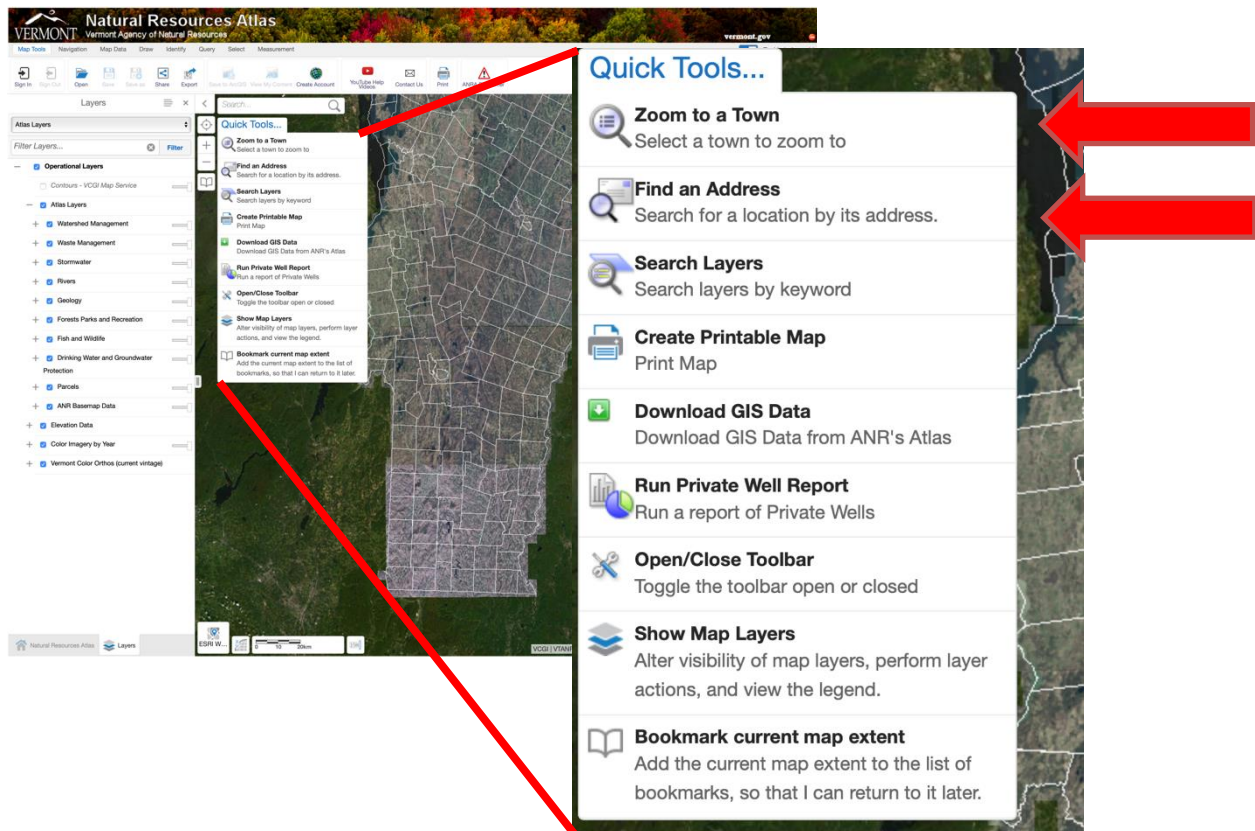 Natural Resources Atlas
VERMONT Vermont Agency of Natural Resources
vermont.gov
Map Tools Navigation Map Data Draw Identify Query Select Measurement
Sign In Sign Out Open Save Save as Share Export View My Content Create Account YouTube Help Videos Contact Us Print
Layers
Atlas Layers
Filter Layers... Filter
Operational Layers
Contours - VCGI Map Service
Atlas Layers
Watershed Management
Waste Management
Stormwater
Rivers
Geology
Forests Parks and Recreation
Fish and Wildlife
Drinking Water and Groundwater
Protection
Parcels
ANR Basemap Data
Elevation Data
Color Imagery by Year
Vermont Color Orthos (current vintage)
Natural Resources Atlas Layers
Search...
Quick Tools...
Zoom to a Town
Select a town to zoom to
Find an Address
Search for a location by its address.
Search Layers
Search layers by keyword
Create Printable Map
Print Map
Download GIS Data
Download GIS Data from ANR's Atlas
Run Private Well Report
Run a report of Private Wells
Open/Close Toolbar
Toggle the toolbar open or closed
Show Map Layers
Alter visibility of map layers, perform layer
actions, and view the legend.
Bookmark current map extent
Add the current map extent to the list of
bookmarks, so that I can return to it later.
ESRI W...
0 10 20km
Quick Tools...
Zoom to a Town
Select a town to zoom to
Find an Address
Search for a location by its address.
Search Layers
Search layers by keyword
Create Printable Map
Print Map
Download GIS Data
Download GIS Data from ANR's Atlas
Run Private Well Report
Run a report of Private Wells
Open/Close Toolbar
Toggle the toolbar open or closed
Show Map Layers
Alter visibility of map layers, perform layer
actions, and view the legend.
Bookmark current map extent
Add the current map extent to the list of
bookmarks, so that I can return to it later.